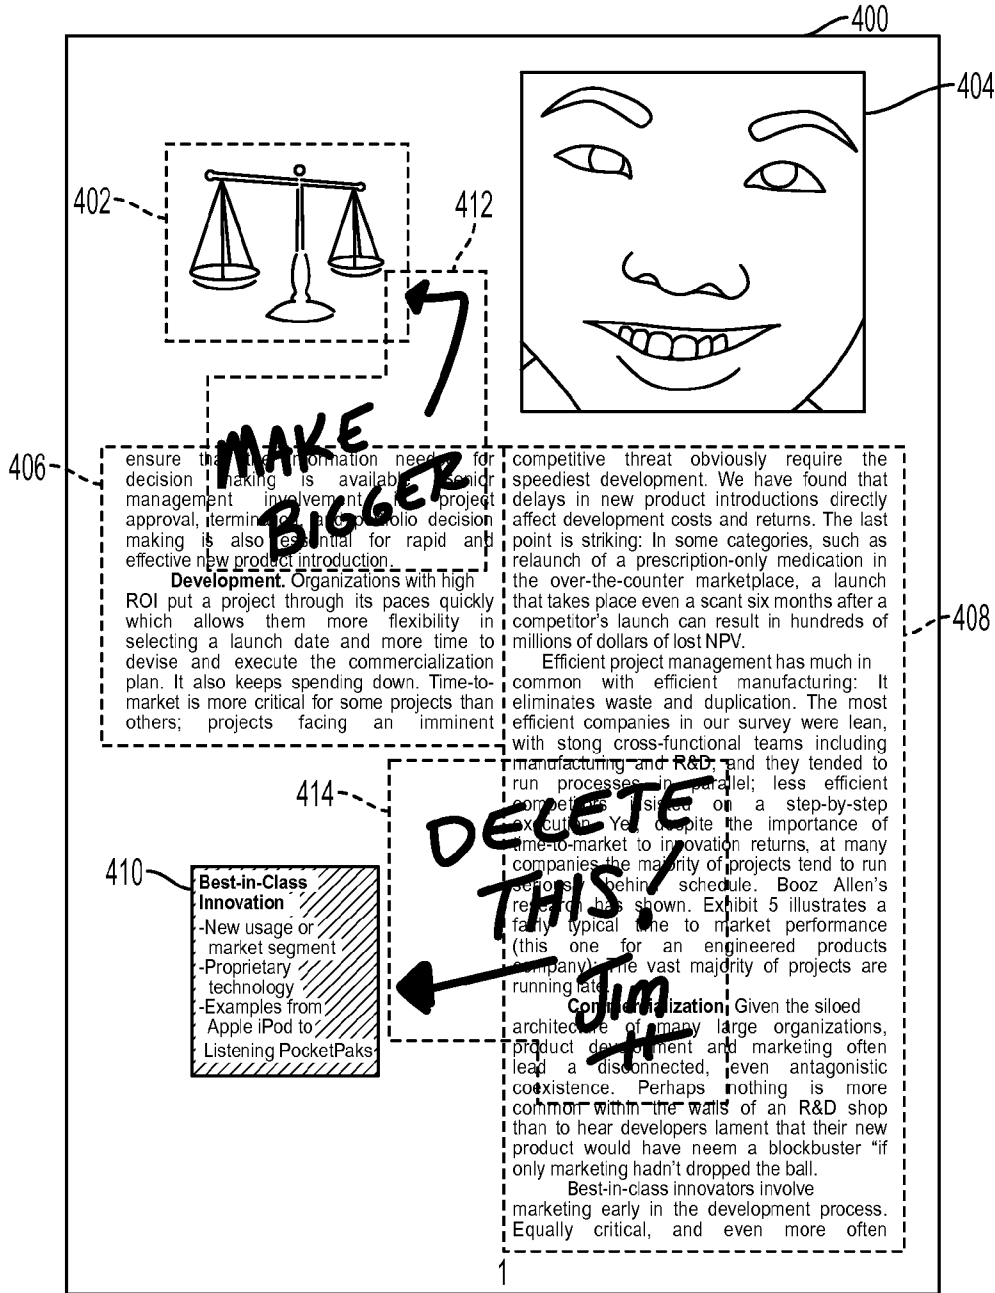 400
404
402
412
MAKE
BIGGER
406
ensure that the information needed for
decision making is available senior
management involvement project
approval, termination, and portfolio decision
making is also essential for rapid and
effective new product introduction.
Development. Organizations with high
ROI put a project through its paces quickly
which allows them more flexibility in
selecting a launch date and more time to
devise and execute the commercialization
plan. It also keeps spending down. Time-to-
market is more critical for some projects than
others; projects facing an imminent
competitive threat obviously require the
speediest development. We have found that
delays in new product introductions directly
affect development costs and returns. The last
point is striking: In some categories, such as
relaunch of a prescription-only medication in
the over-the-counter marketplace, a launch
that takes place even a scant six months after a
competitor's launch can result in hundreds of
millions of dollars of lost NPV.
Efficient project management has much in
common with efficient manufacturing: It
eliminates waste and duplication. The most
efficient companies in our survey were lean,
with stong cross-functional teams including
manufacturing and R&D, and they tended to
run processes in parallel; less efficient
competitors insisted on a step-by-step
execution. Yet, despite the importance of
time-to-market to innovation returns, at many
companies the majority of projects tend to run
seriously behind schedule. Booz Allen's
research has shown. Exhibit 5 illustrates a
fairly typical time to market performance
(this one for an engineered products
company): The vast majority of projects are
running late.
Commercialization. Given the siloed
architecture of many large organizations,
product development and marketing often
lead a disconnected, even antagonistic
coexistence. Perhaps nothing is more
common within the walls of an R&D shop
than to hear developers lament that their new
product would have neem a blockbuster “if
only marketing hadn't dropped the ball.
Best-in-class innovators involve
marketing early in the development process.
Equally critical, and even more often
408
414
DELETE
THIS!
Jim
H
410
Best-in-Class
Innovation
-New usage or
market segment
-Proprietary
technology
-Examples from
Apple iPod to
Listening PocketPaks
1